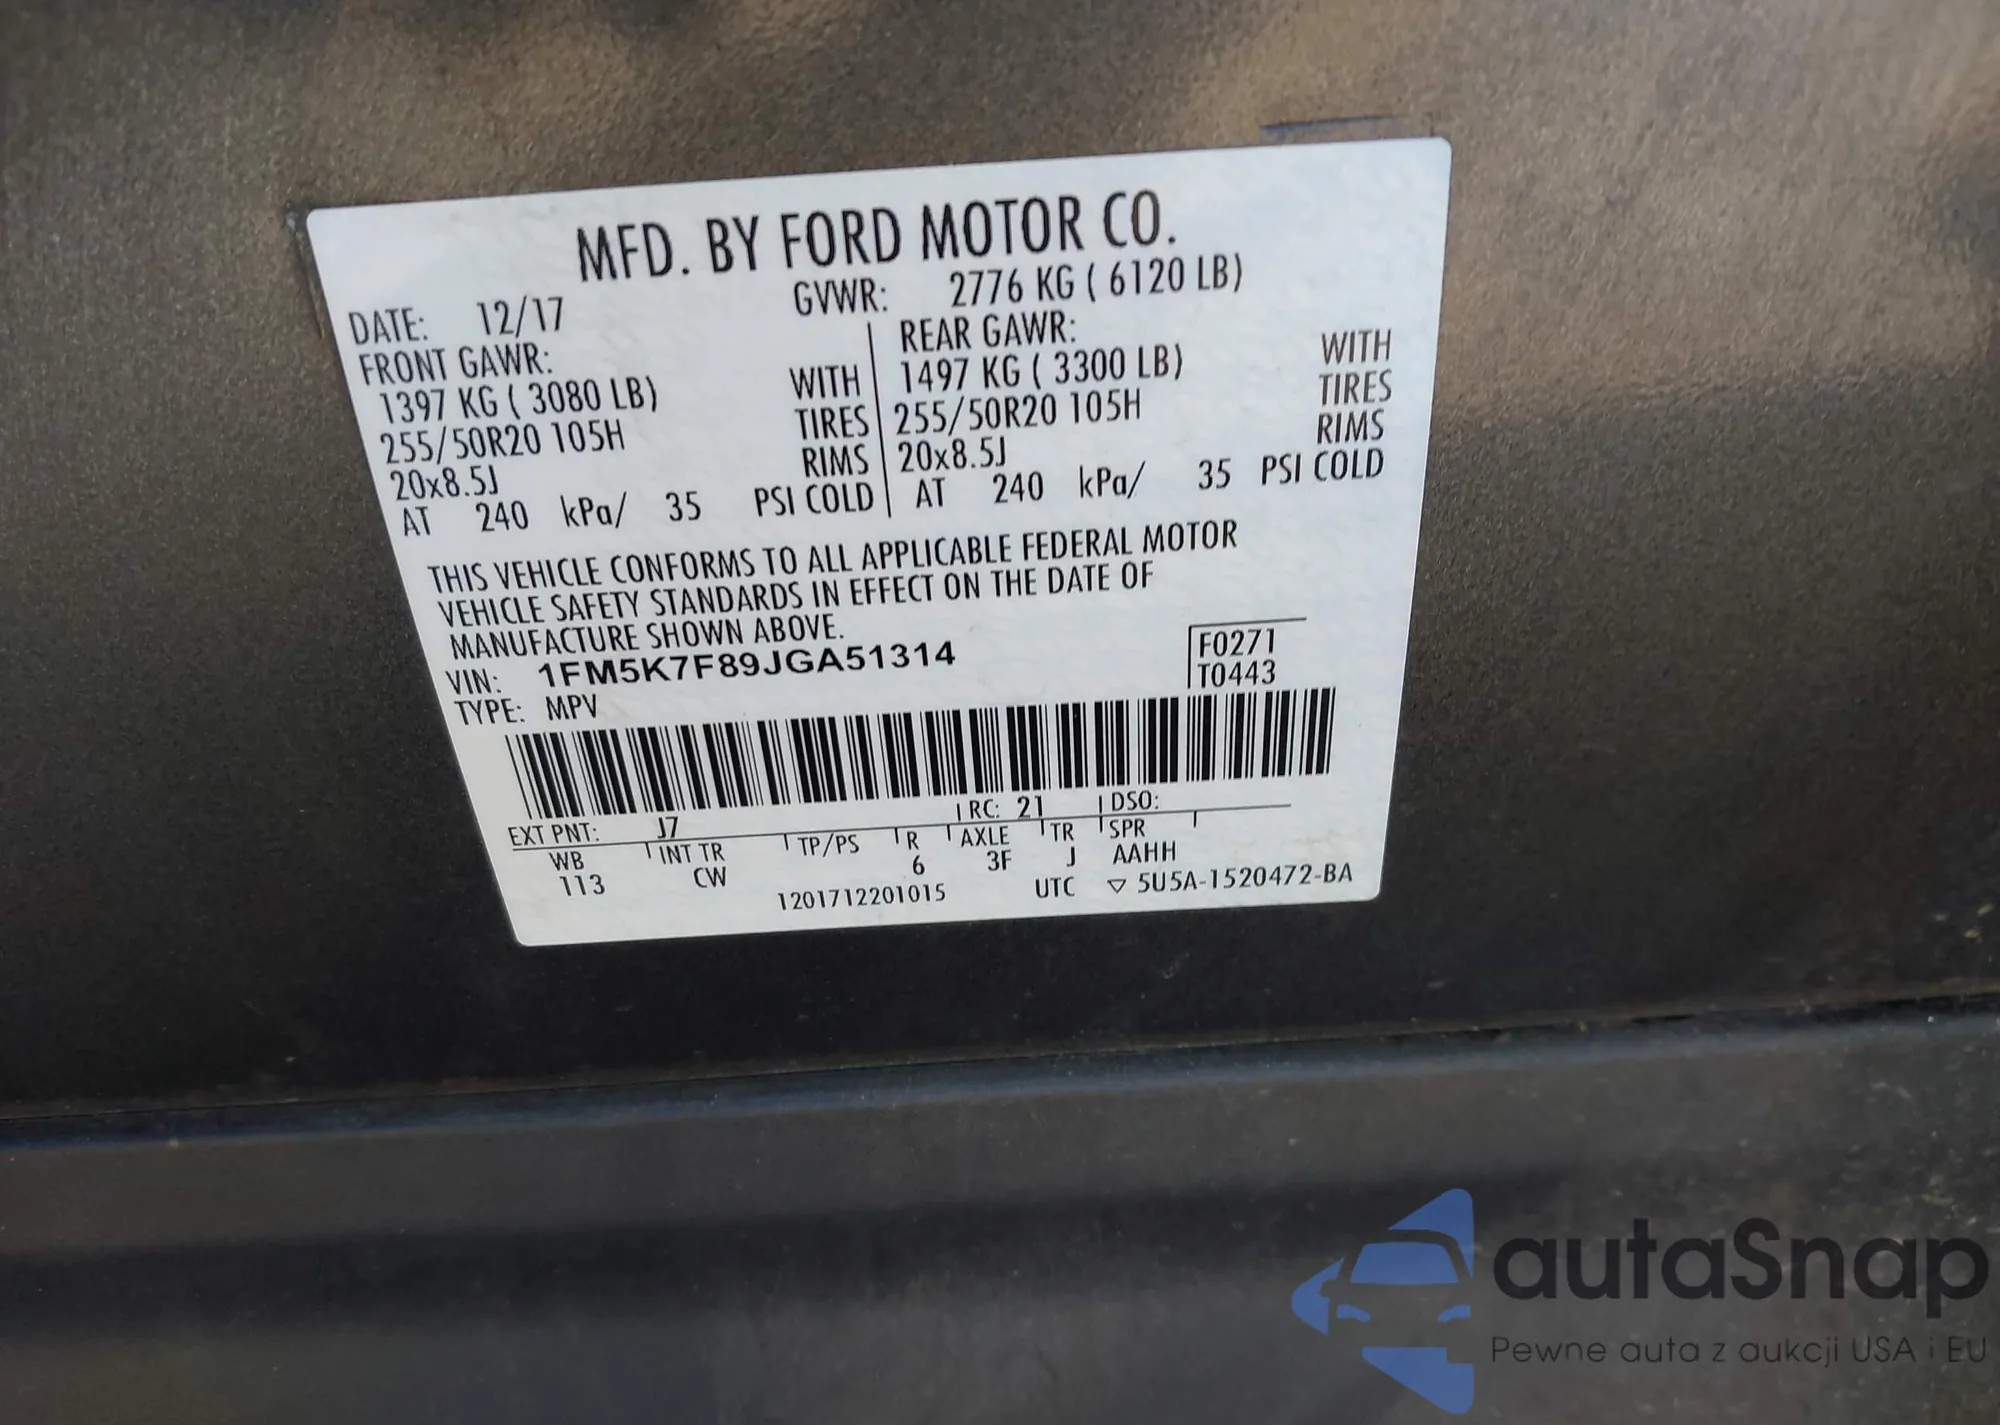 MFD. BY FORD MOTOR CO.
DATE: 12/17 GVWR: 2776 KG ( 6120 LB)
FRONT GAWR: REAR GAWR:
1397 KG ( 3080 LB) WITH 1497 KG ( 3300 LB) WITH
255/50R20 105H TIRES 255/50R20 105H TIRES
20x8.5J RIMS 20x8.5J RIMS
AT 240 kPa/ 35 PSI COLD AT 240 kPa/ 35 PSI COLD
THIS VEHICLE CONFORMS TO ALL APPLICABLE FEDERAL MOTOR
VEHICLE SAFETY STANDARDS IN EFFECT ON THE DATE OF
MANUFACTURE SHOWN ABOVE.
VIN: 1FM5K7F89JGA51314 F0271
TYPE: MPV T0443
EXT PNT: J7 RC: 21 DSO:
WB INT TR TP/PS R AXLE TR SPR
113 CW 6 3F J AAHH
1201712201015 UTC ▽ 5U5A-1520472-BA
autaSnap
Pewne auta z aukcji USA i EU